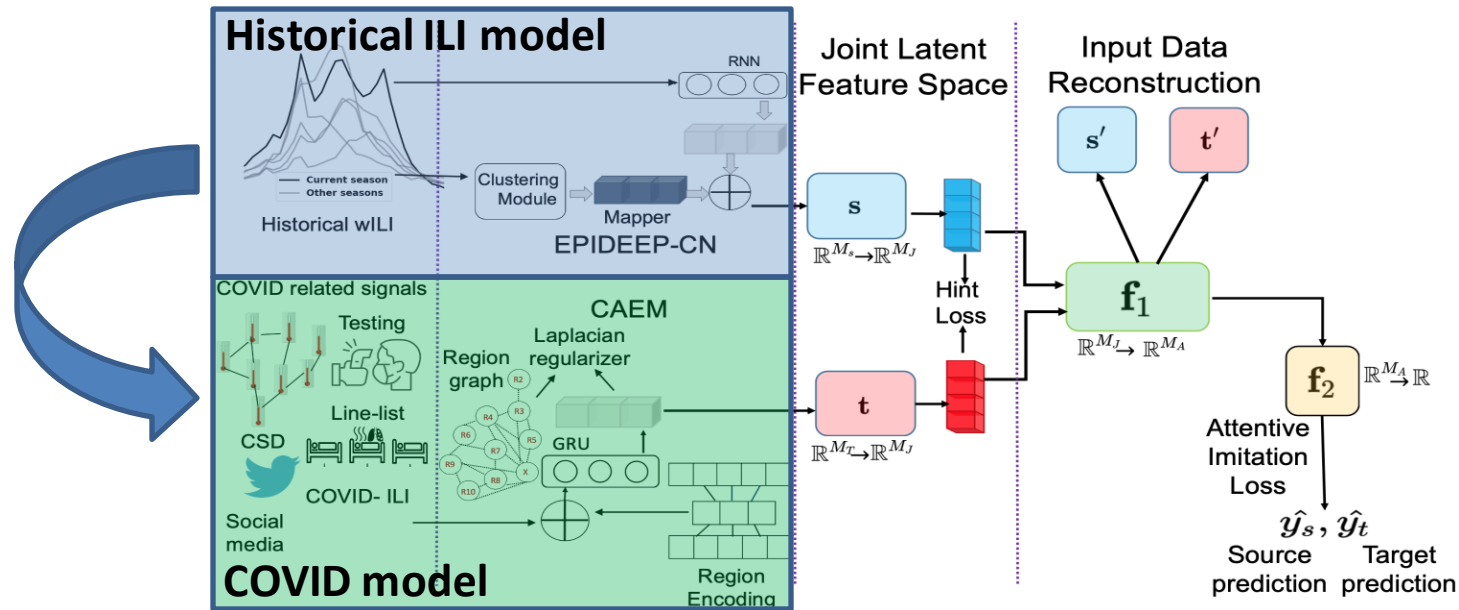 Historical ILI model
RNN
Current season
Other seasons
Historical wILI
Clustering
Module
Mapper
EPIDEEP-CN
COVID related signals
Testing
CSD
Line-list
COVID- ILI
Social
media
COVID model
CAEM
Laplacian
regularizer
Region
graph
R2
R3
R4
R5
R6
R7
R9
R8
X
R10
GRU
Region
Encoding
Joint Latent
Feature Space
s
ℝ^{M_s} → ℝ^{M_J}
Hint
Loss
t
ℝ^{M_T} → ℝ^{M_J}
Input Data
Reconstruction
s′
t′
f₁
ℝ^{M_J} → ℝ^{M_A}
f₂
ℝ^{M_A} → ℝ
Attentive
Imitation
Loss
ŷ_s, ŷ_t
Source
prediction
Target
prediction